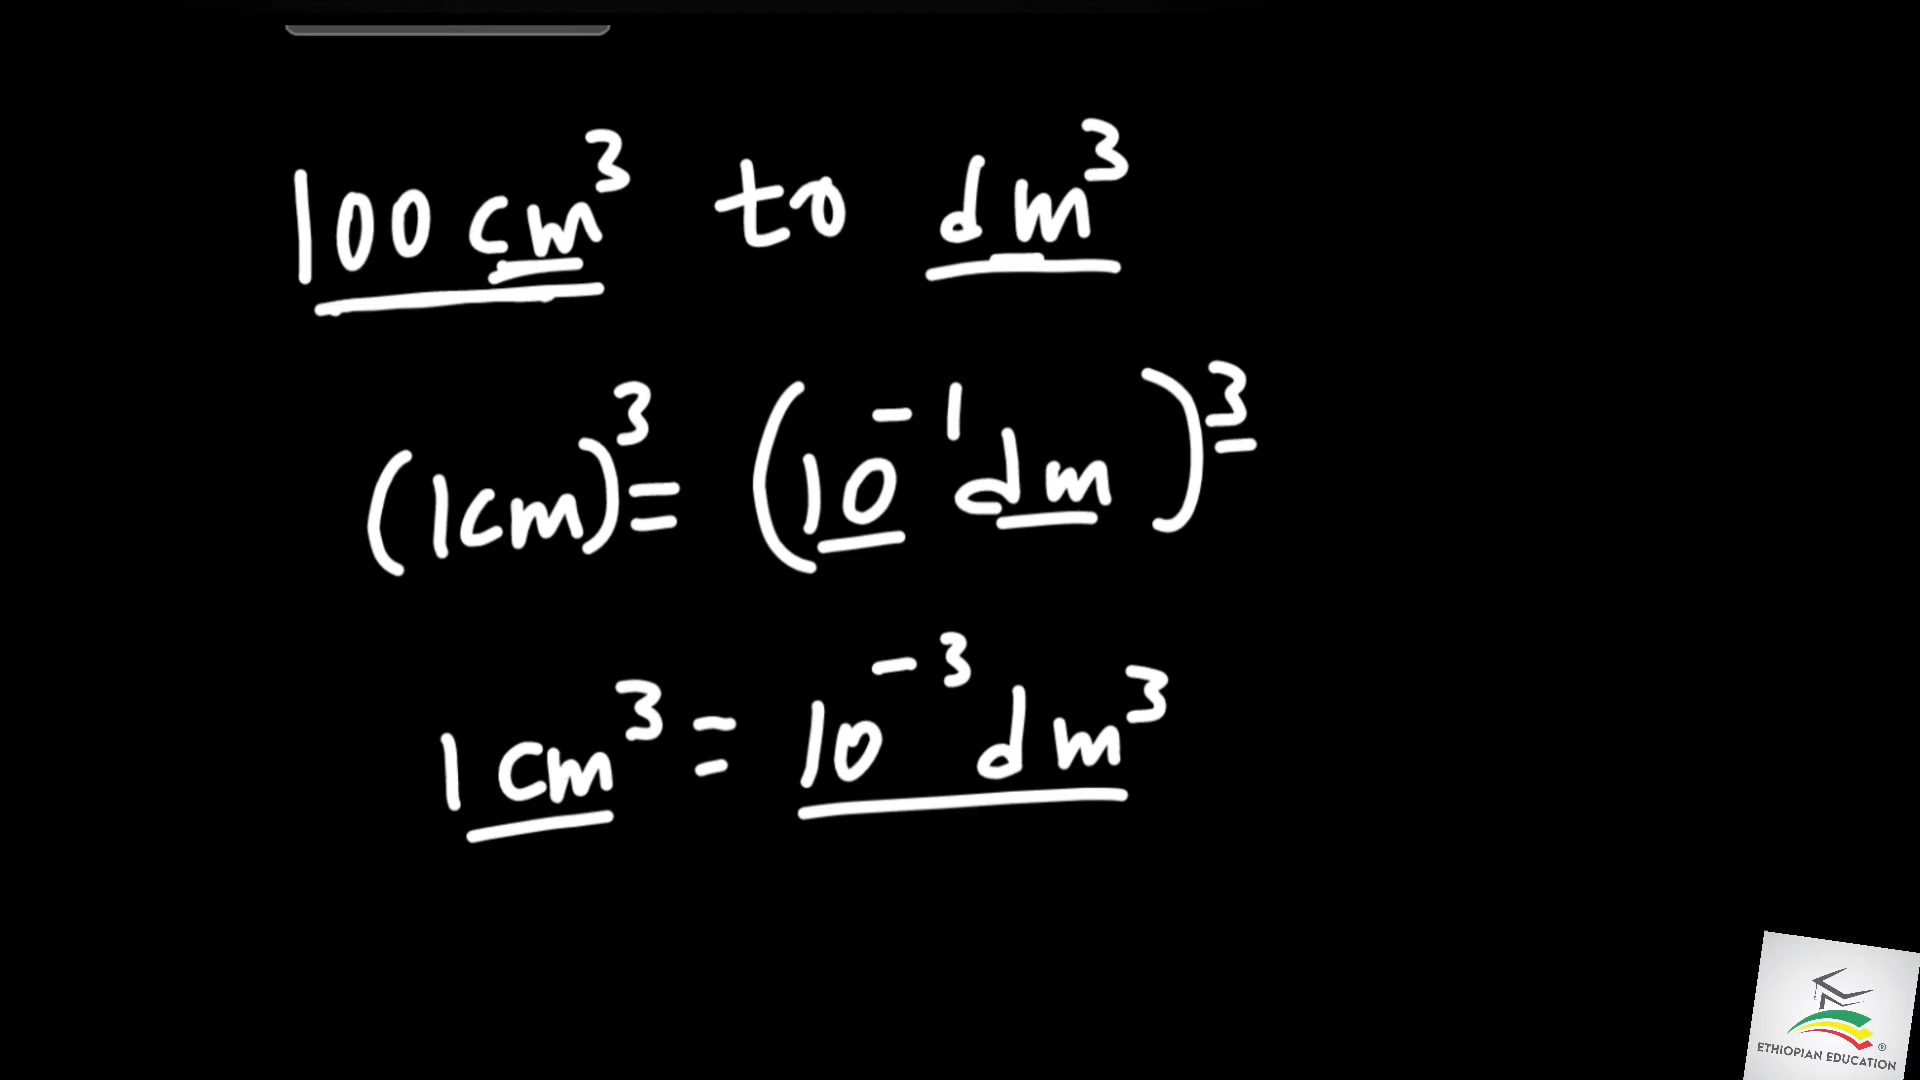 100 cm³ to dm³
(1cm)³ = (10⁻¹ dm)³
1 cm³ = 10⁻³ dm³
ETHIOPIAN EDUCATION ®